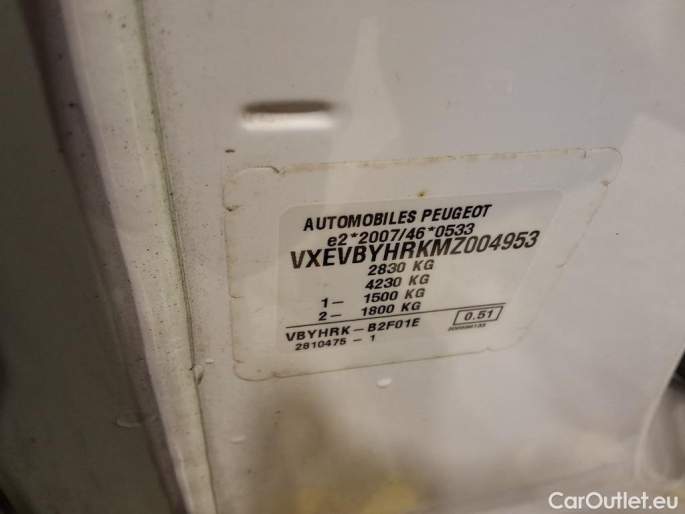 AUTOMOBILES PEUGEOT
e2*2007/46*0533
VXEVBYHRKMZ004953
2830 KG
4230 KG
1- 1500 KG
2- 1800 KG
VBYHRK-B2F01E 0.51
2810475-1
CarOutlet.eu